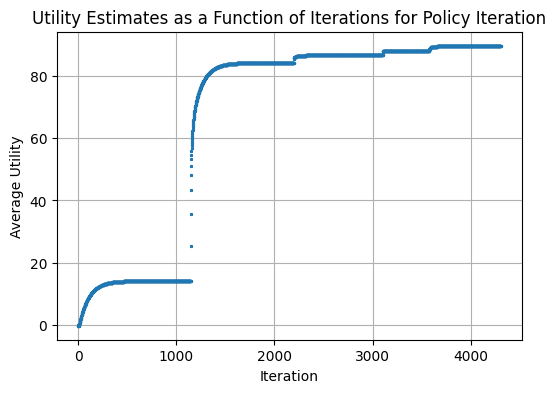 Utility Estimates as a Function of Iterations for Policy Iteration
80
60
40
20
0
Average Utility
0 1000 2000 3000 4000
Iteration